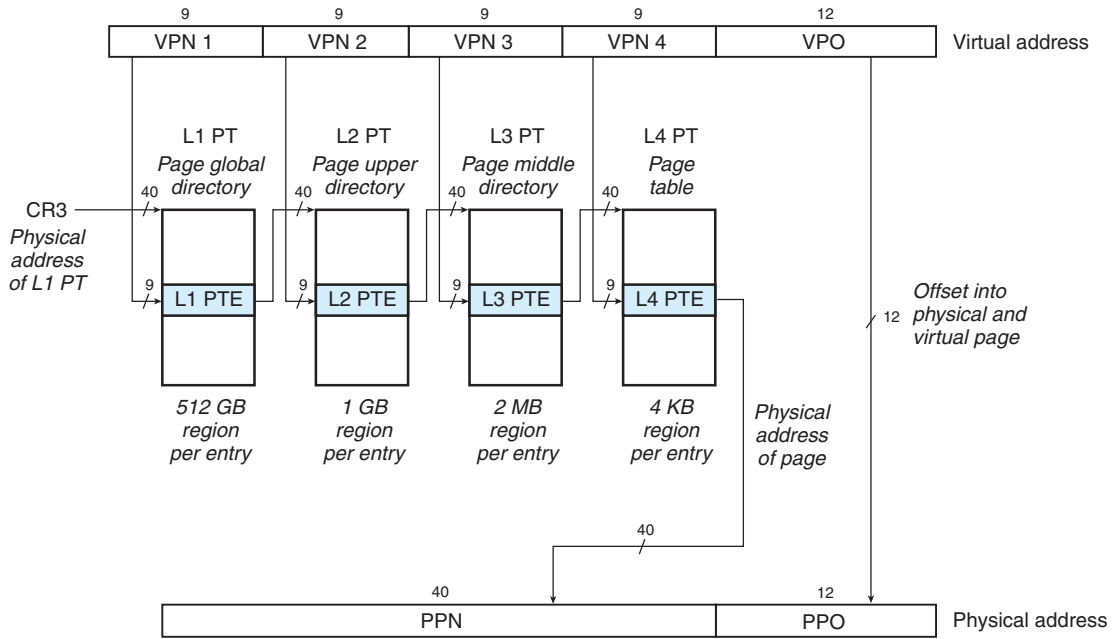 9 9 9 9 12
VPN 1 VPN 2 VPN 3 VPN 4 VPO Virtual address
L1 PT L2 PT L3 PT L4 PT
Page global Page upper Page middle Page
directory directory directory table
40 40 40 40
CR3
Physical
address
of L1 PT
9 9 9 9
L1 PTE L2 PTE L3 PTE L4 PTE
Offset into
12 physical and
virtual page
512 GB 1 GB 2 MB 4 KB
region region region region
per entry per entry per entry per entry
Physical
address
of page
40
40 12
PPN PPO Physical address